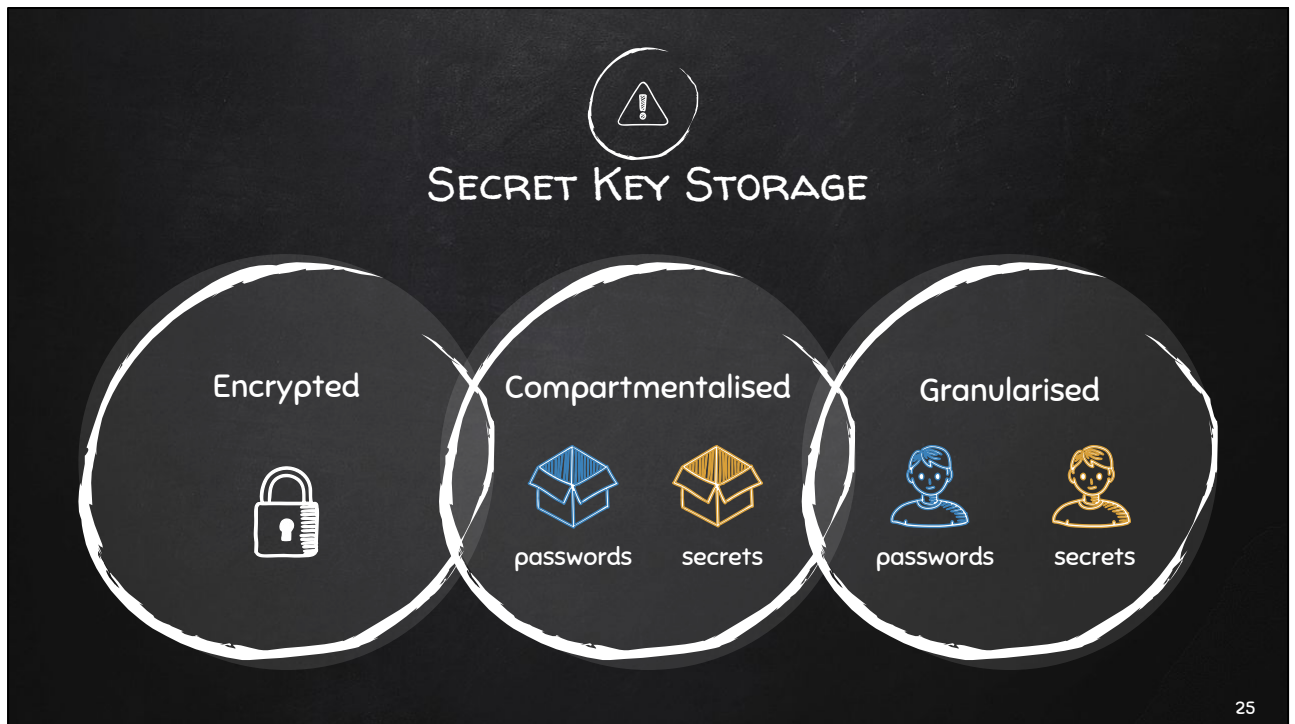 Secret Key Storage
Encrypted
Compartmentalised
Granularised
passwords
secrets
passwords
secrets
25